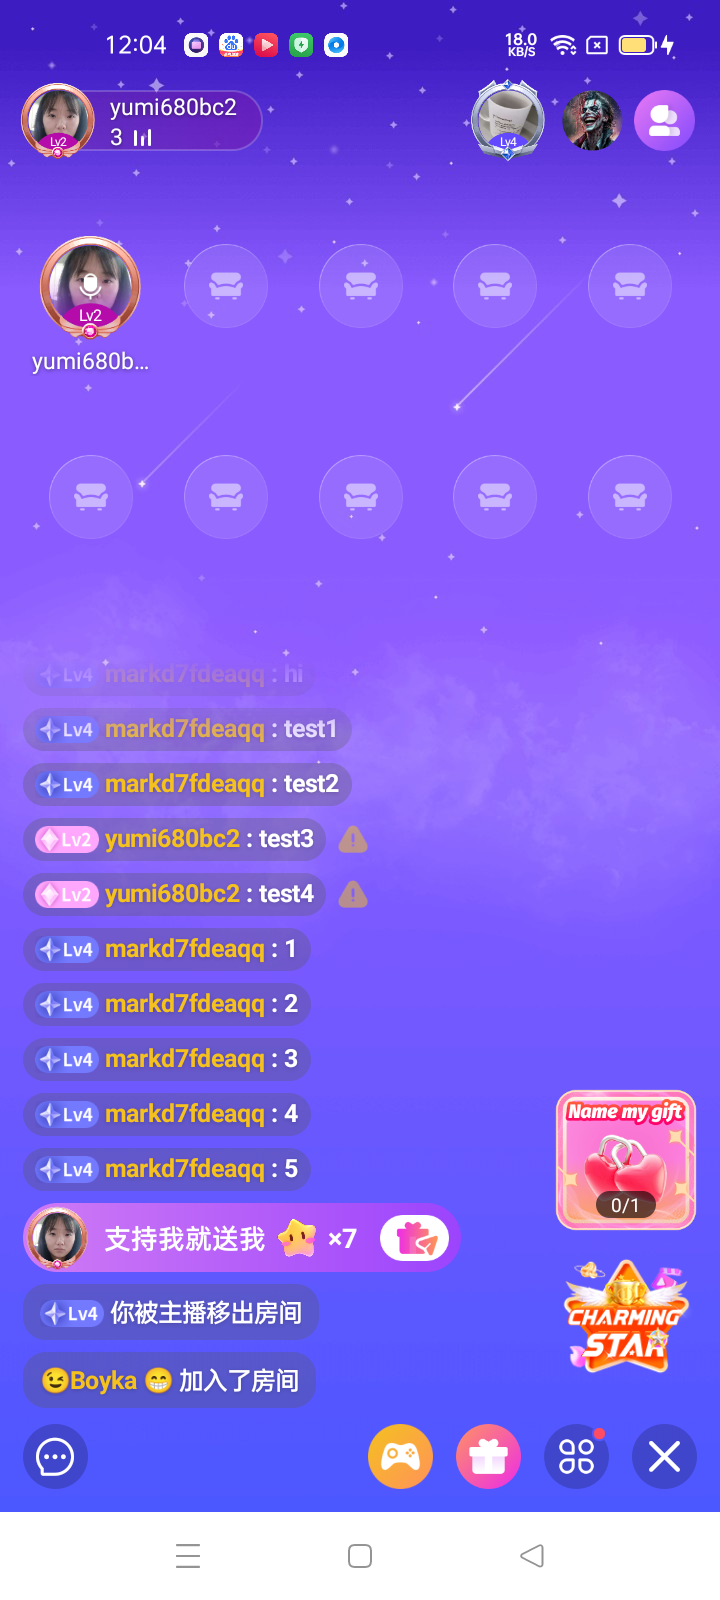 12:04
18.0
KB/S
yumi680bc2
3
Lv2
Lv4
Lv2
yumi680b...
Lv4 markd7fdeaqq : hi
Lv4 markd7fdeaqq : test1
Lv4 markd7fdeaqq : test2
Lv2 yumi680bc2 : test3
Lv2 yumi680bc2 : test4
Lv4 markd7fdeaqq : 1
Lv4 markd7fdeaqq : 2
Lv4 markd7fdeaqq : 3
Lv4 markd7fdeaqq : 4
Lv4 markd7fdeaqq : 5
Name my gift
0/1
支持我就送我 ×7
CHARMING
STAR
Lv4 你被主播移出房间
😉Boyka 😁 加入了房间